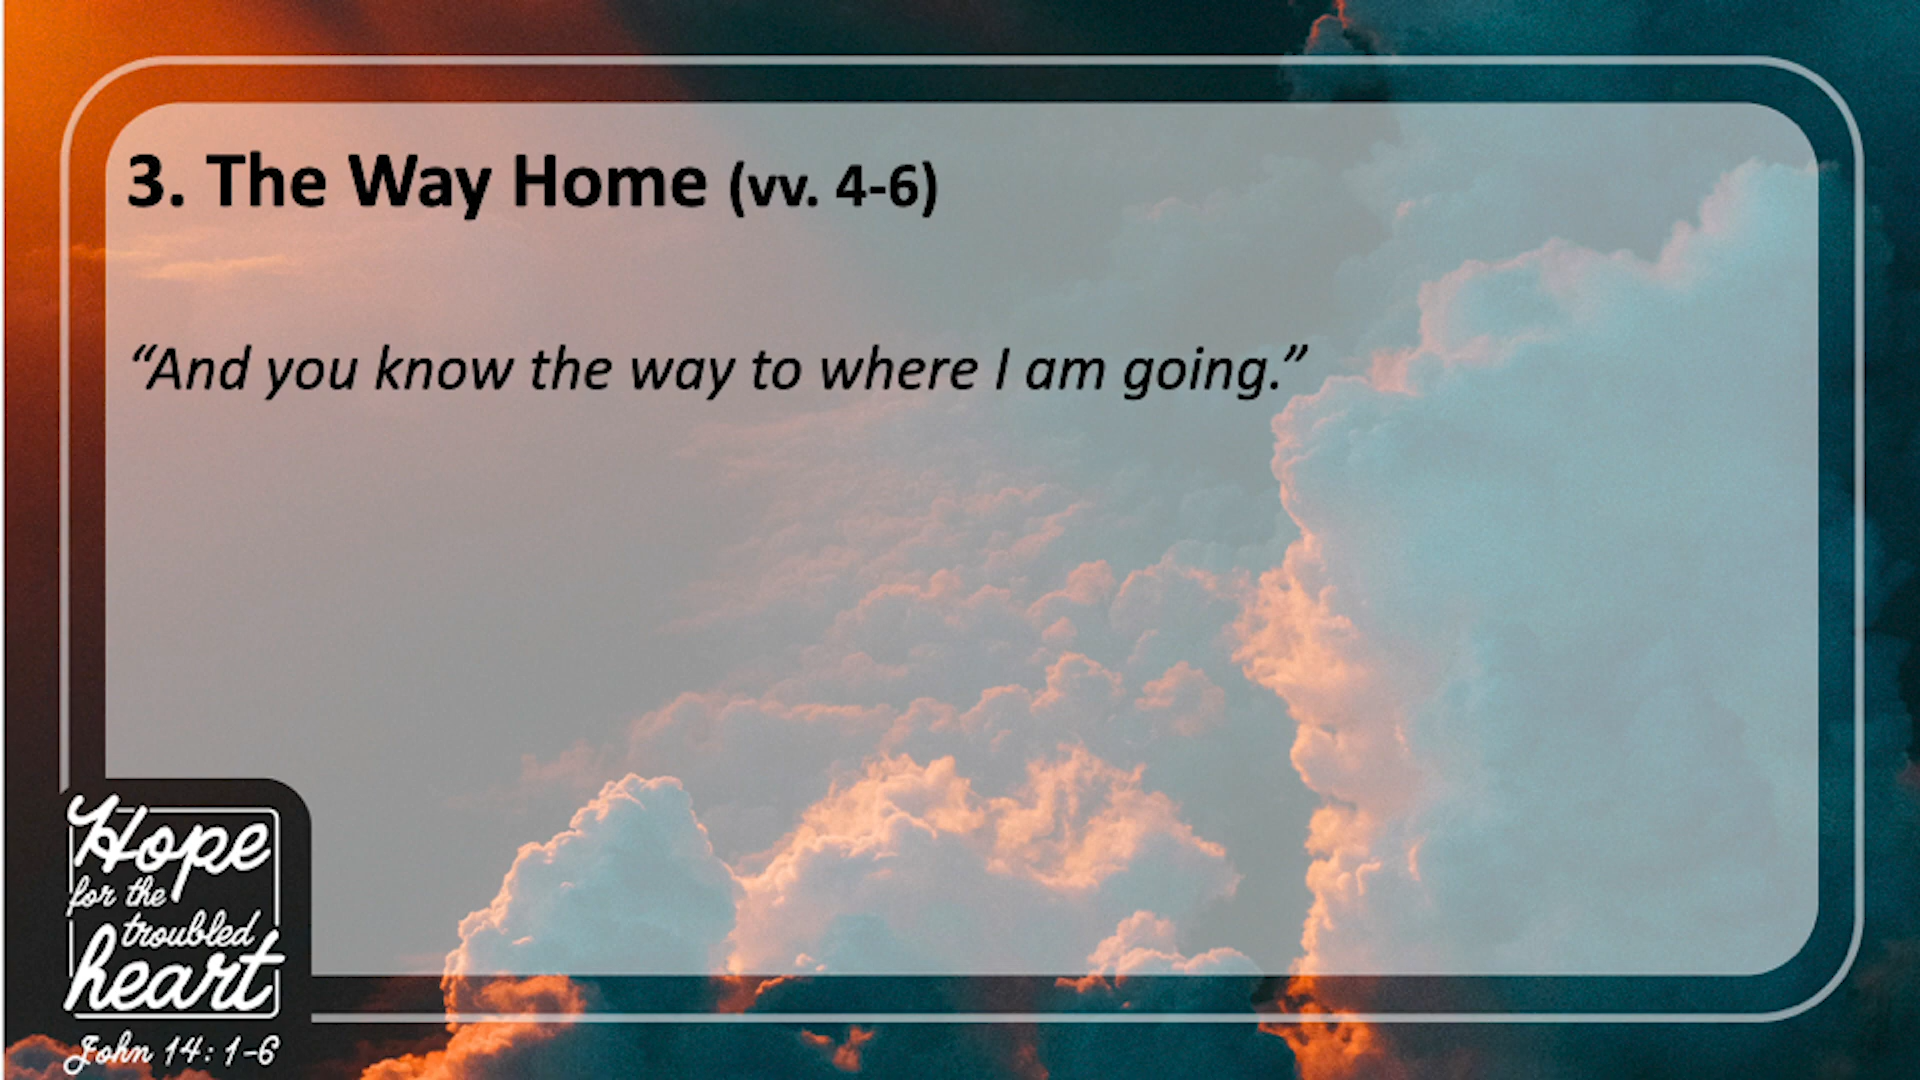 3. The Way Home (vv. 4-6)
“And you know the way to where I am going.”
Hope
for the
troubled
heart
John 14: 1-6